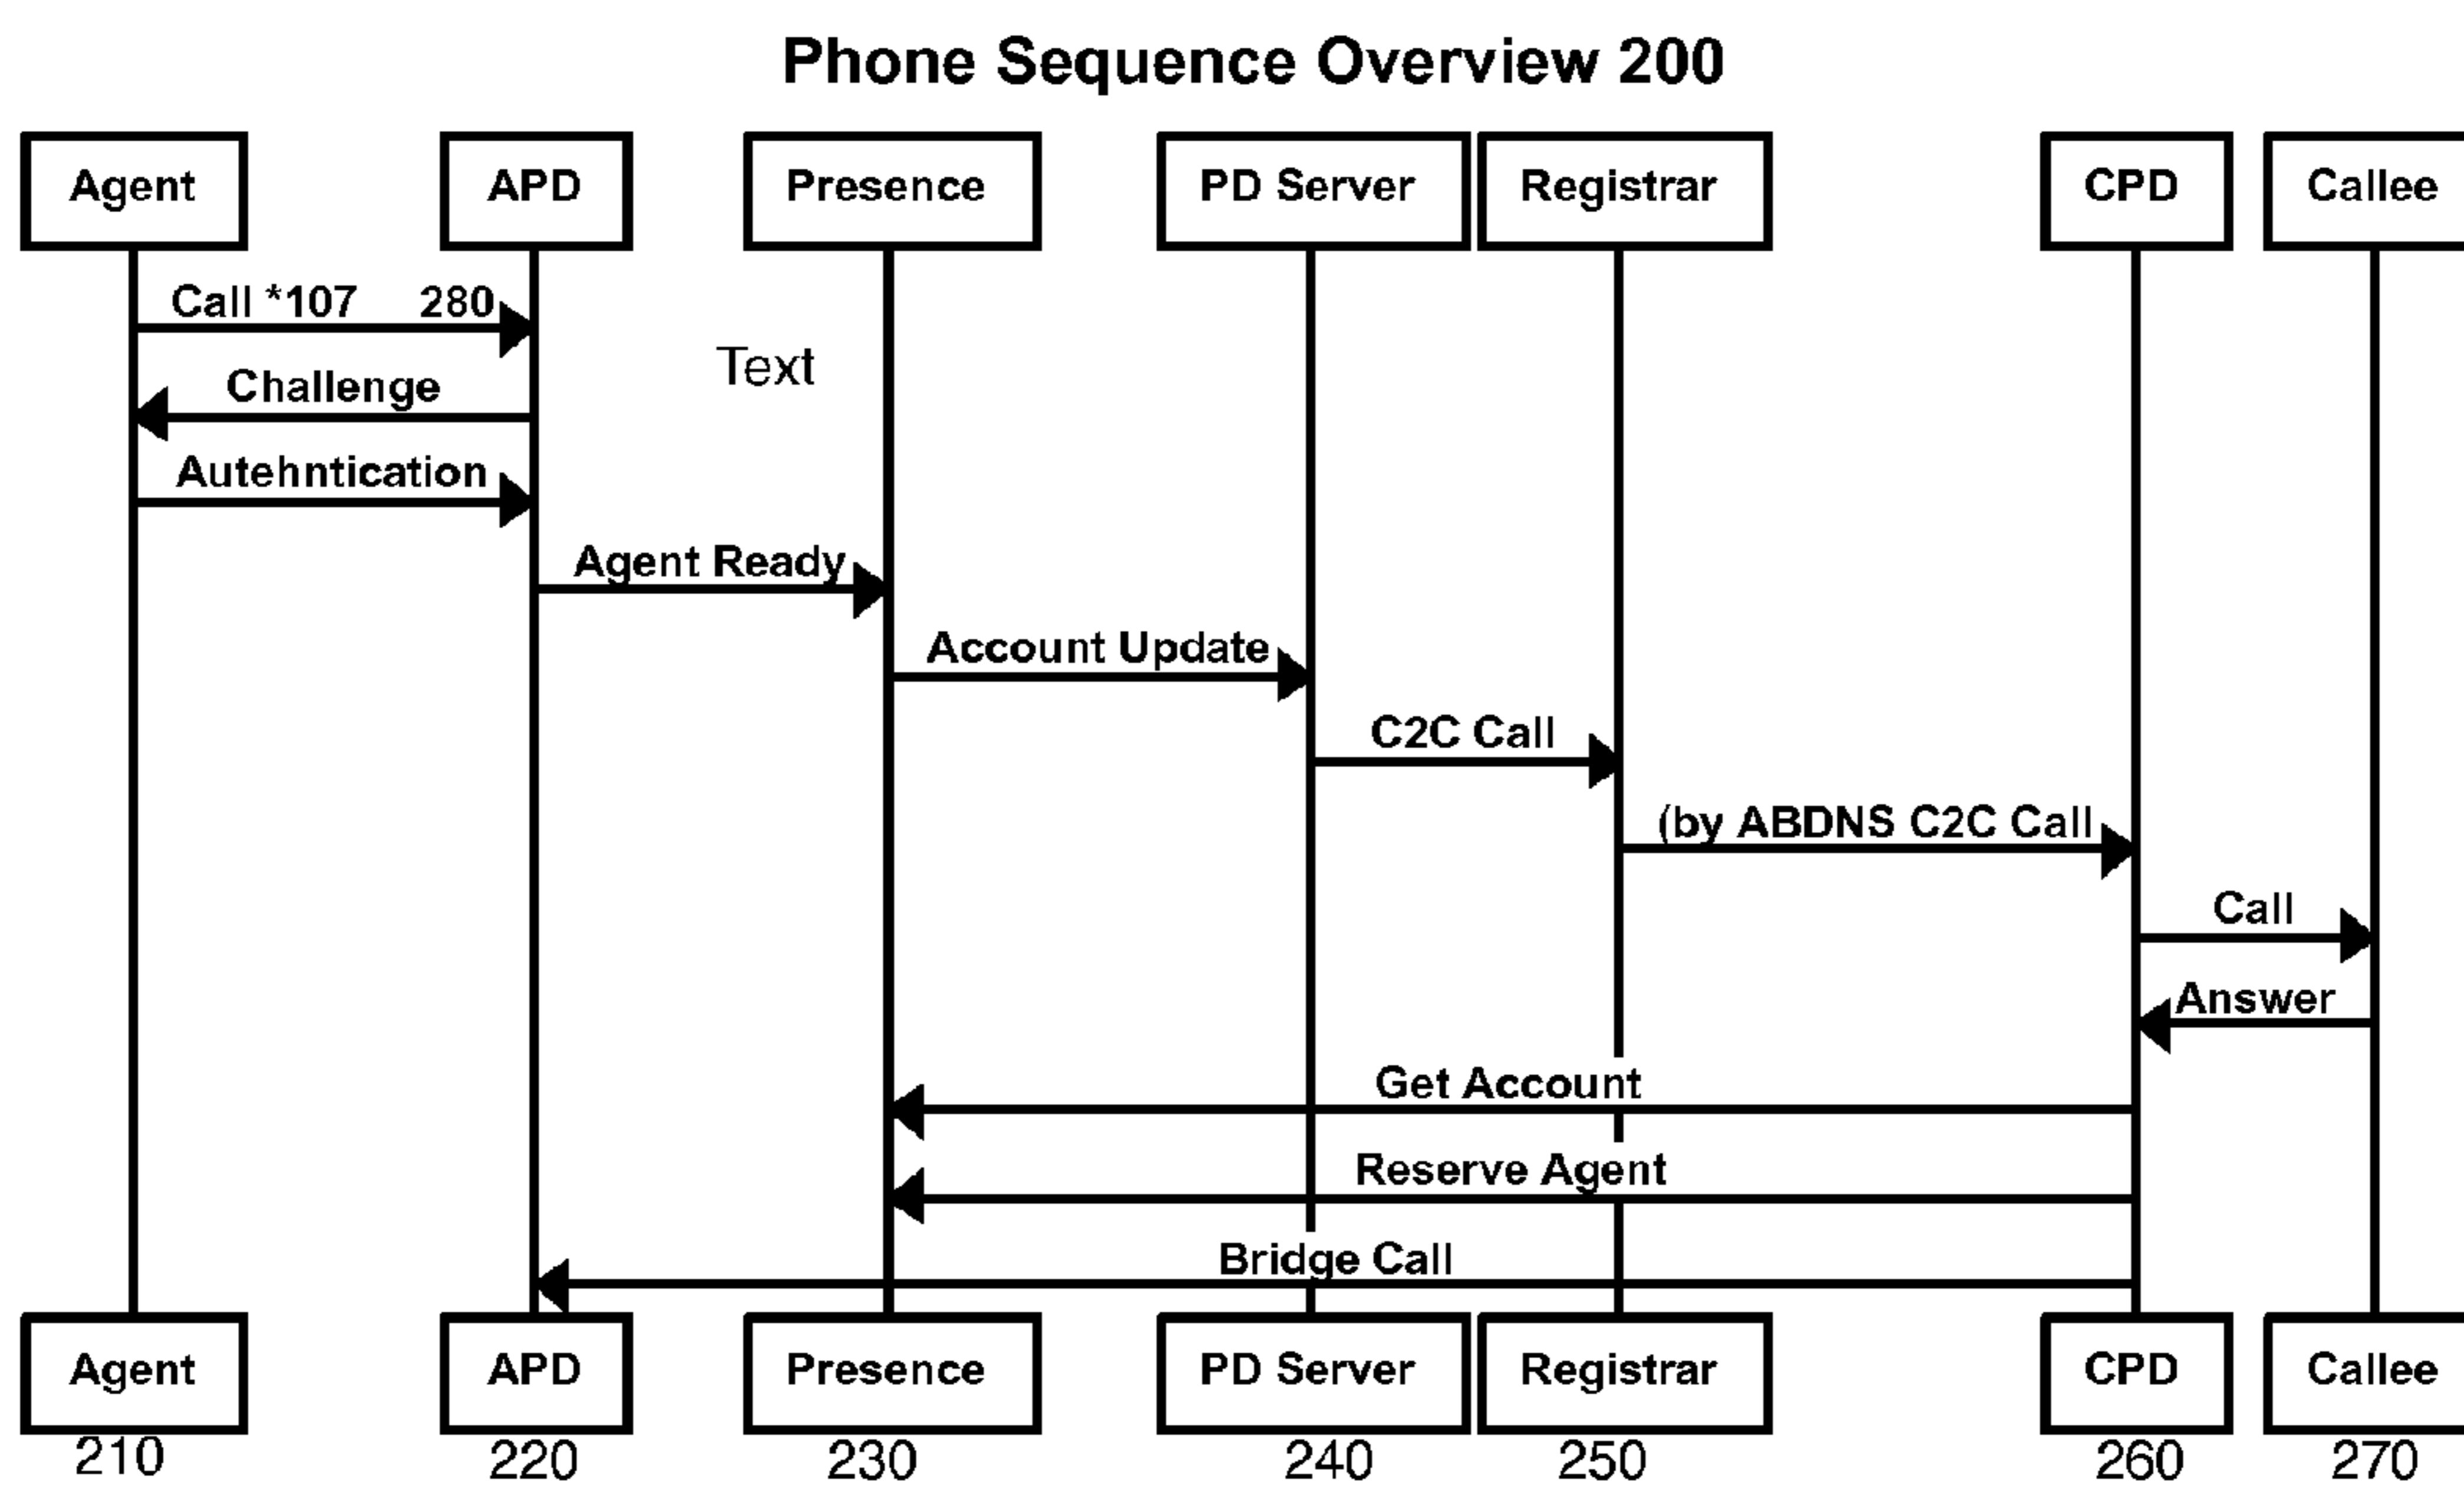 Phone Sequence Overview 200
Agent APD Presence PD Server Registrar CPD Callee
Call *107 280
Text
Challenge
Autehntication
Agent Ready
Account Update
C2C Call
(by ABDNS C2C Call
Call
Answer
Get Account
Reserve Agent
Bridge Call
Agent APD Presence PD Server Registrar CPD Callee
210 220 230 240 250 260 270